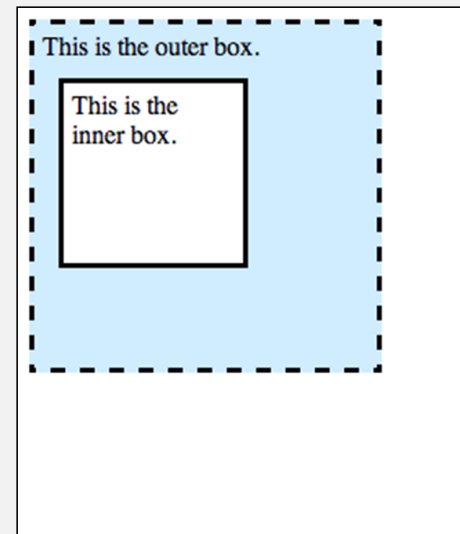 This is the outer box.
This is the
inner box.